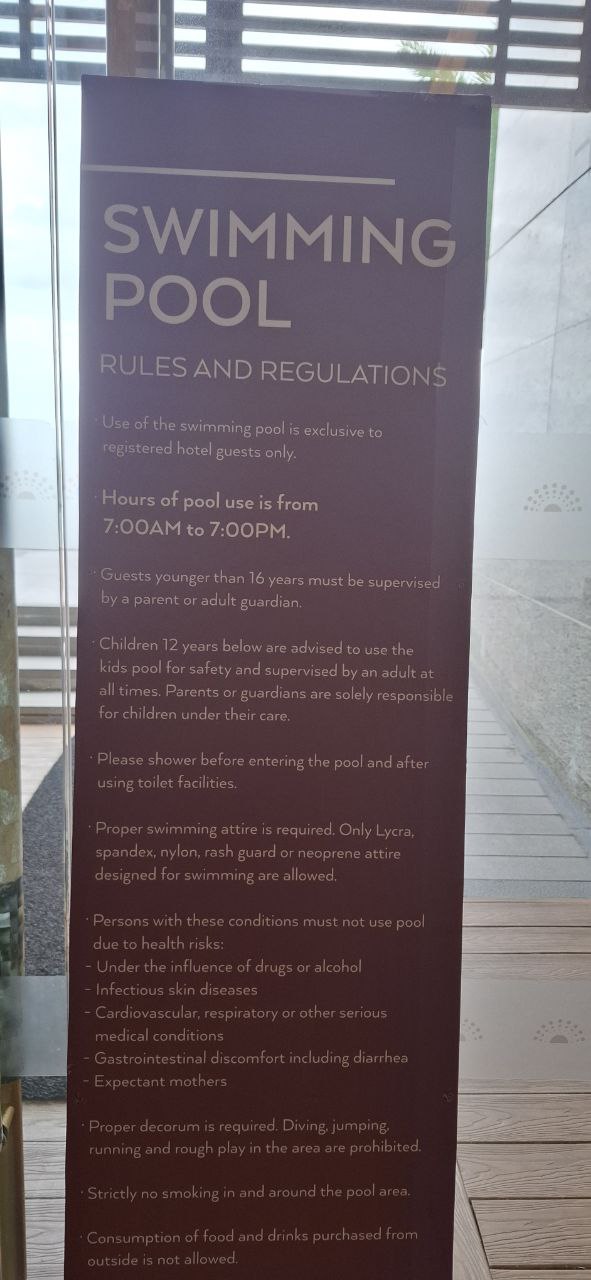 SWIMMING
POOL
RULES AND REGULATIONS
· Use of the swimming pool is exclusive to
registered hotel guests only.
· Hours of pool use is from
7:00AM to 7:00PM.
· Guests younger than 16 years must be supervised
by a parent or adult guardian.
· Children 12 years below are advised to use the
kids pool for safety and supervised by an adult at
all times. Parents or guardians are solely responsible
for children under their care.
· Please shower before entering the pool and after
using toilet facilities.
· Proper swimming attire is required. Only Lycra,
spandex, nylon, rash guard or neoprene attire
designed for swimming are allowed.
· Persons with these conditions must not use pool
due to health risks:
- Under the influence of drugs or alcohol
- Infectious skin diseases
- Cardiovascular, respiratory or other serious
medical conditions
- Gastrointestinal discomfort including diarrhea
- Expectant mothers
· Proper decorum is required. Diving, jumping,
running and rough play in the area are prohibited.
· Strictly no smoking in and around the pool area.
· Consumption of food and drinks purchased from
outside is not allowed.